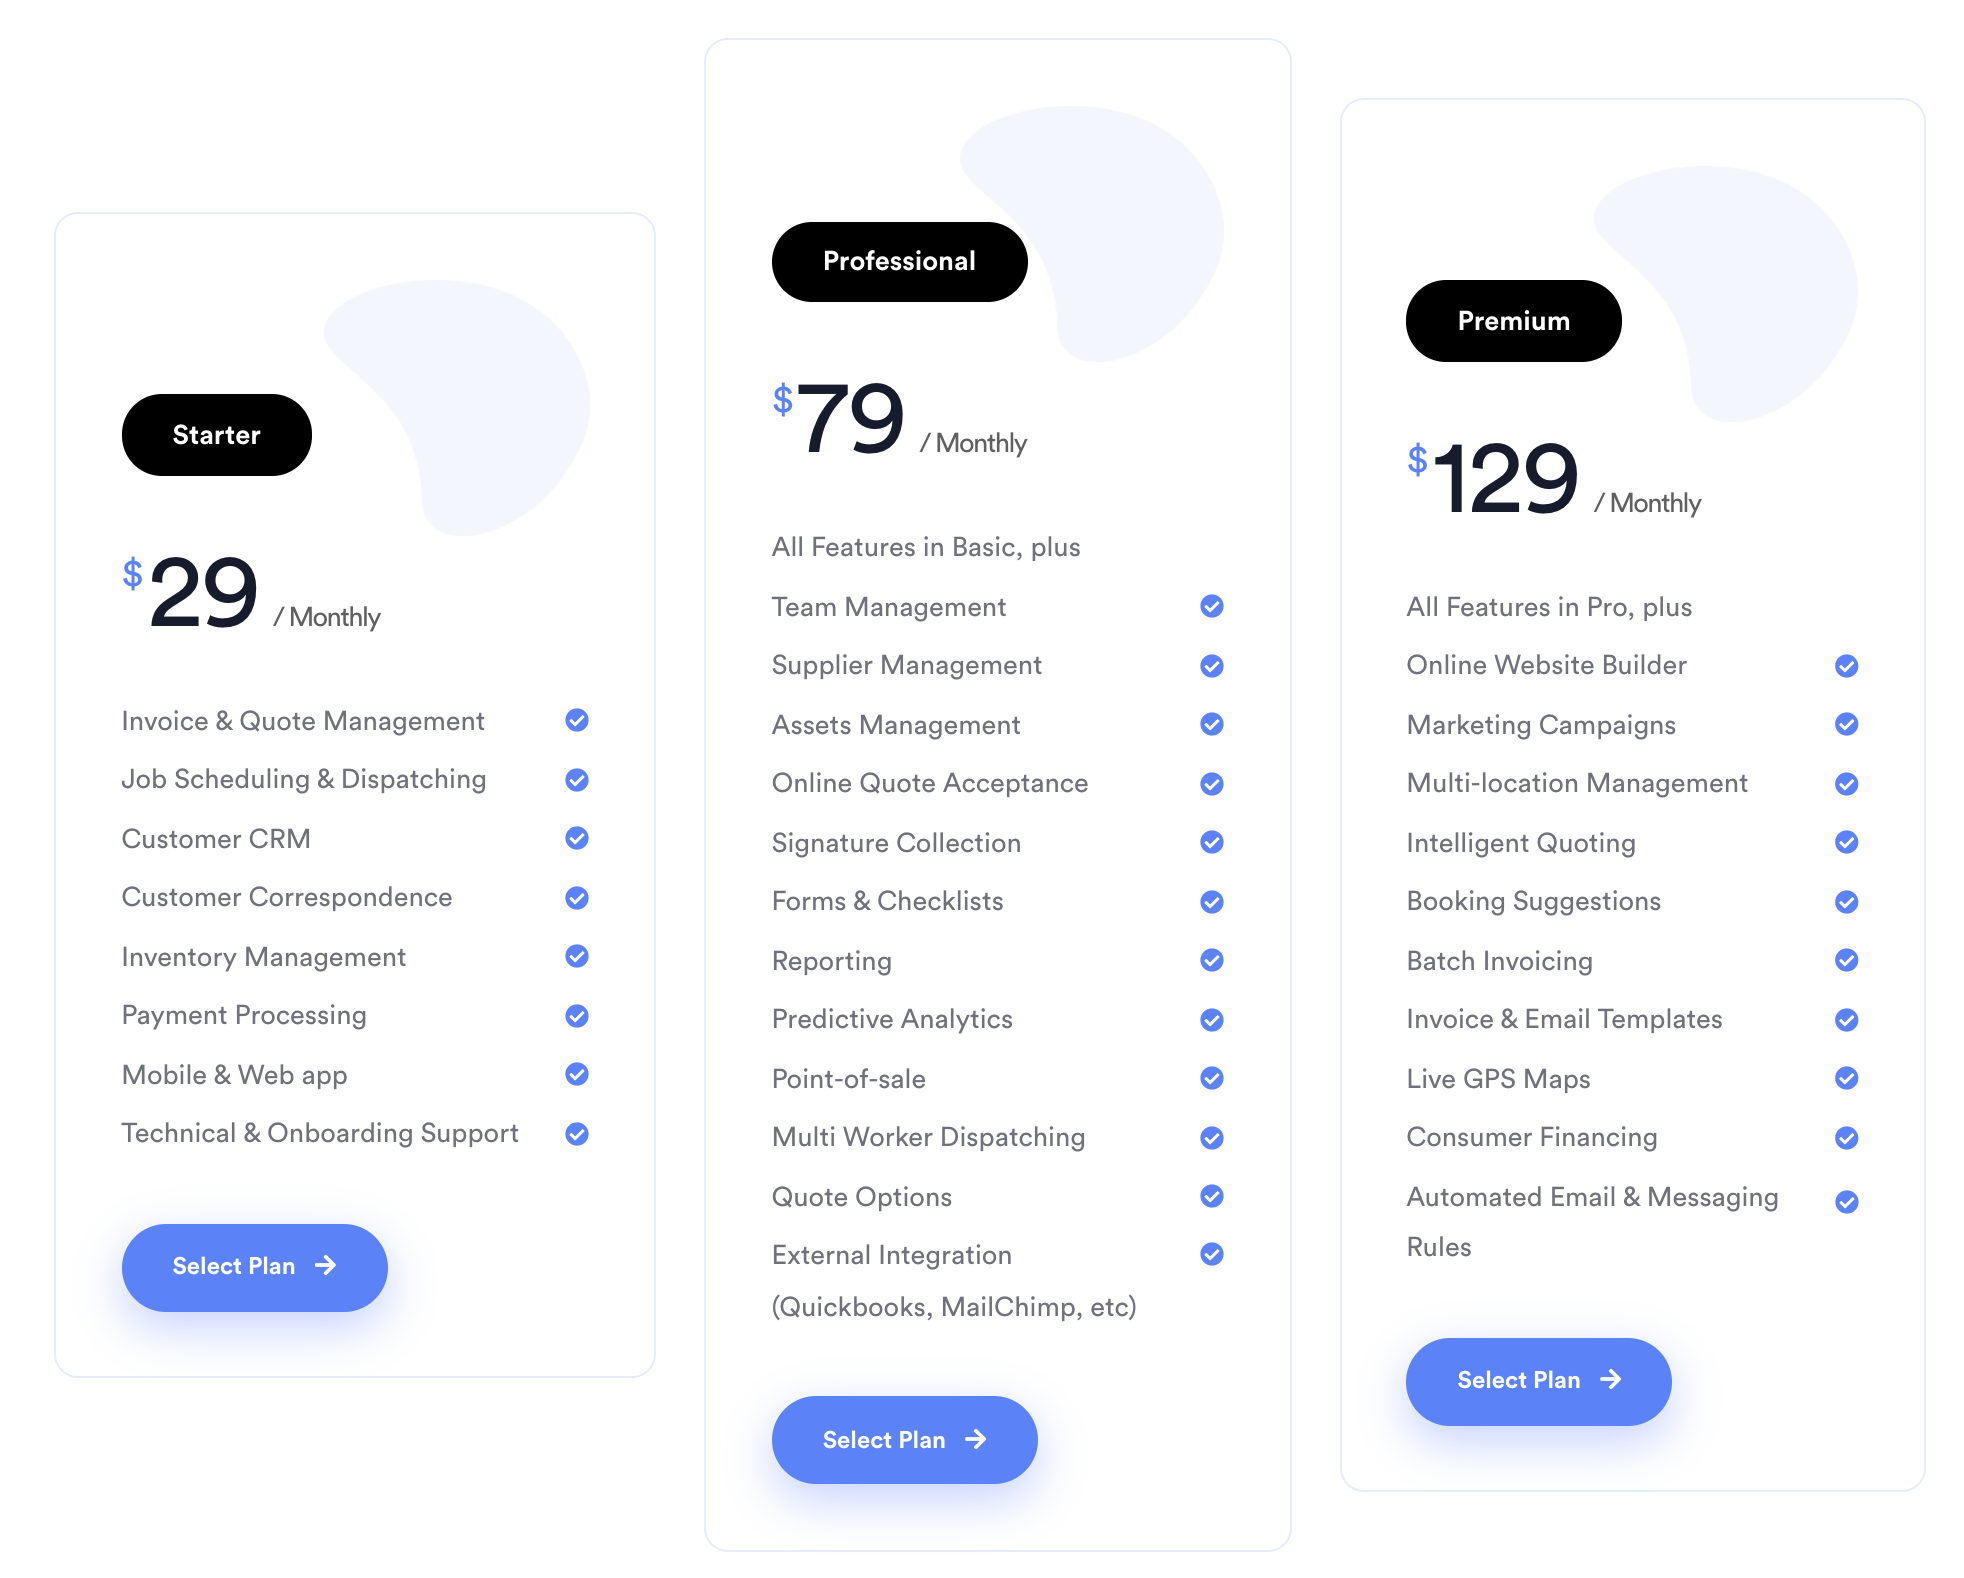 Starter
$29 / Monthly
Invoice & Quote Management
Job Scheduling & Dispatching
Customer CRM
Customer Correspondence
Inventory Management
Payment Processing
Mobile & Web app
Technical & Onboarding Support
Select Plan →
Professional
$79 / Monthly
All Features in Basic, plus
Team Management
Supplier Management
Assets Management
Online Quote Acceptance
Signature Collection
Forms & Checklists
Reporting
Predictive Analytics
Point-of-sale
Multi Worker Dispatching
Quote Options
External Integration
(Quickbooks, MailChimp, etc)
Select Plan →
Premium
$129 / Monthly
All Features in Pro, plus
Online Website Builder
Marketing Campaigns
Multi-location Management
Intelligent Quoting
Booking Suggestions
Batch Invoicing
Invoice & Email Templates
Live GPS Maps
Consumer Financing
Automated Email & Messaging
Rules
Select Plan →